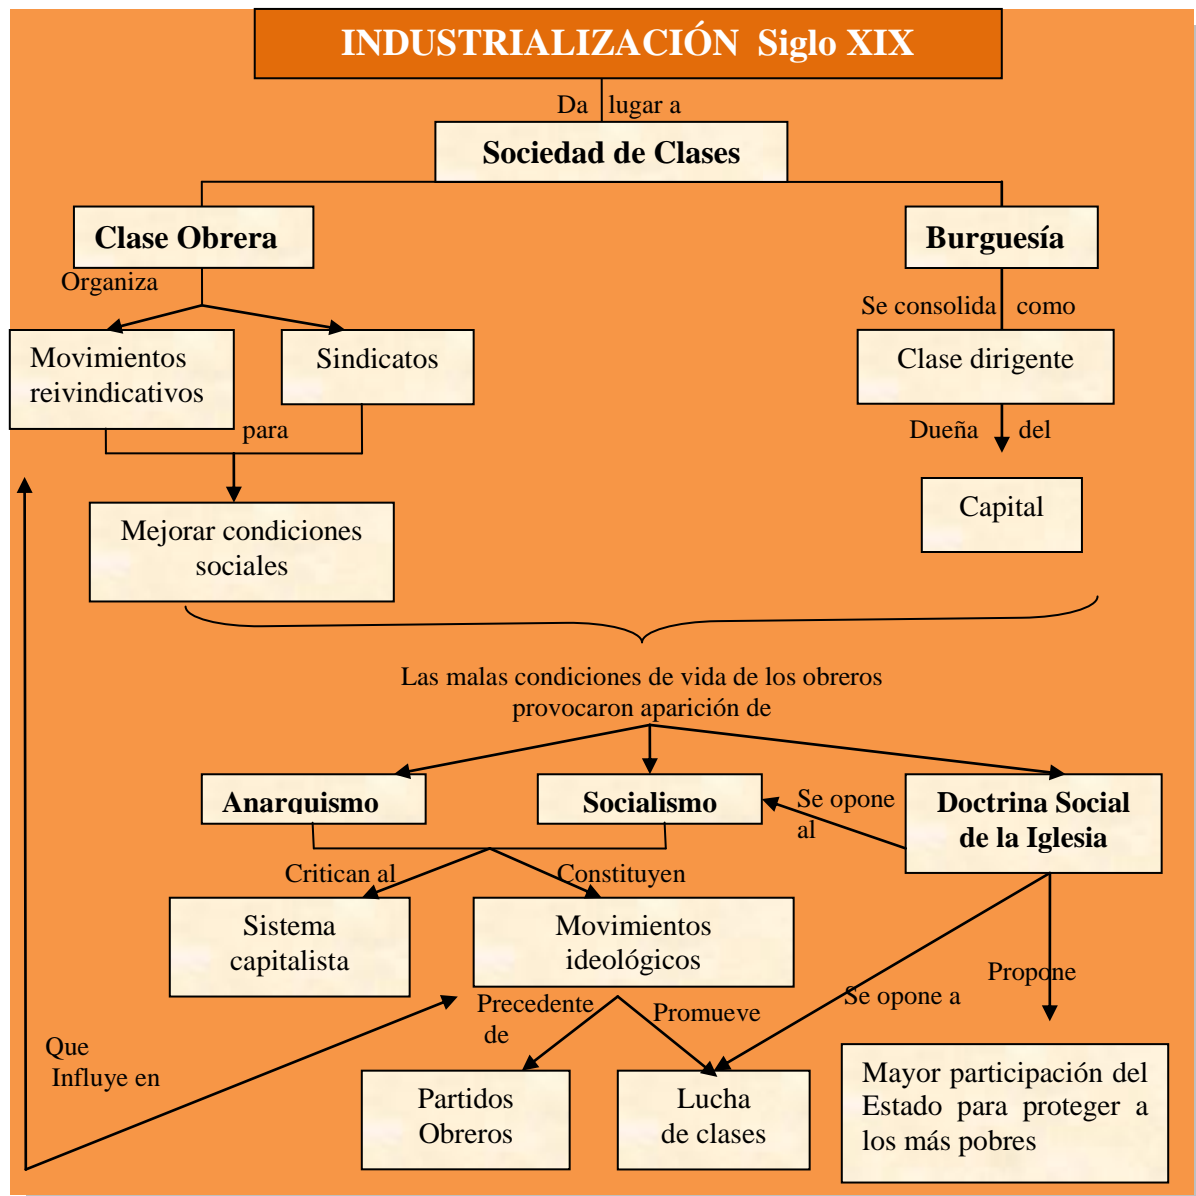 INDUSTRIALIZACIÓN Siglo XIX
Da lugar a
Sociedad de Clases
Clase Obrera
Burguesía
Organiza
Se consolida como
Movimientos
reivindicativos
Sindicatos
Clase dirigente
para
Dueña del
Mejorar condiciones
sociales
Capital
Las malas condiciones de vida de los obreros
provocaron aparición de
Anarquismo
Socialismo
Se opone
al
Doctrina Social
de la Iglesia
Critican al
Constituyen
Sistema
capitalista
Movimientos
ideológicos
Propone
Se opone a
Precedente
de
Promueve
Que
Influye en
Partidos
Obreros
Lucha
de clases
Mayor participación del
Estado para proteger a
los más pobres